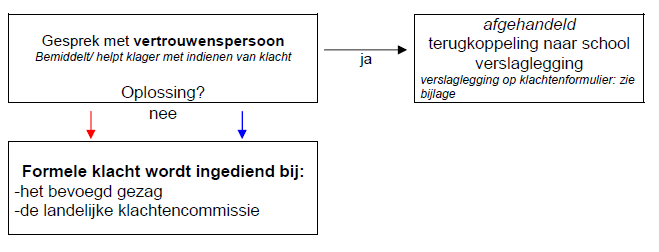 Gesprek met vertrouwenspersoon
Bemiddelt/ helpt klager met indienen van klacht
Oplossing?
nee
ja
afgehandeld
terugkoppeling naar school
verslaglegging
verslaglegging op klachtenformulier: zie
bijlage
Formele klacht wordt ingediend bij:
-het bevoegd gezag
-de landelijke klachtencommissie